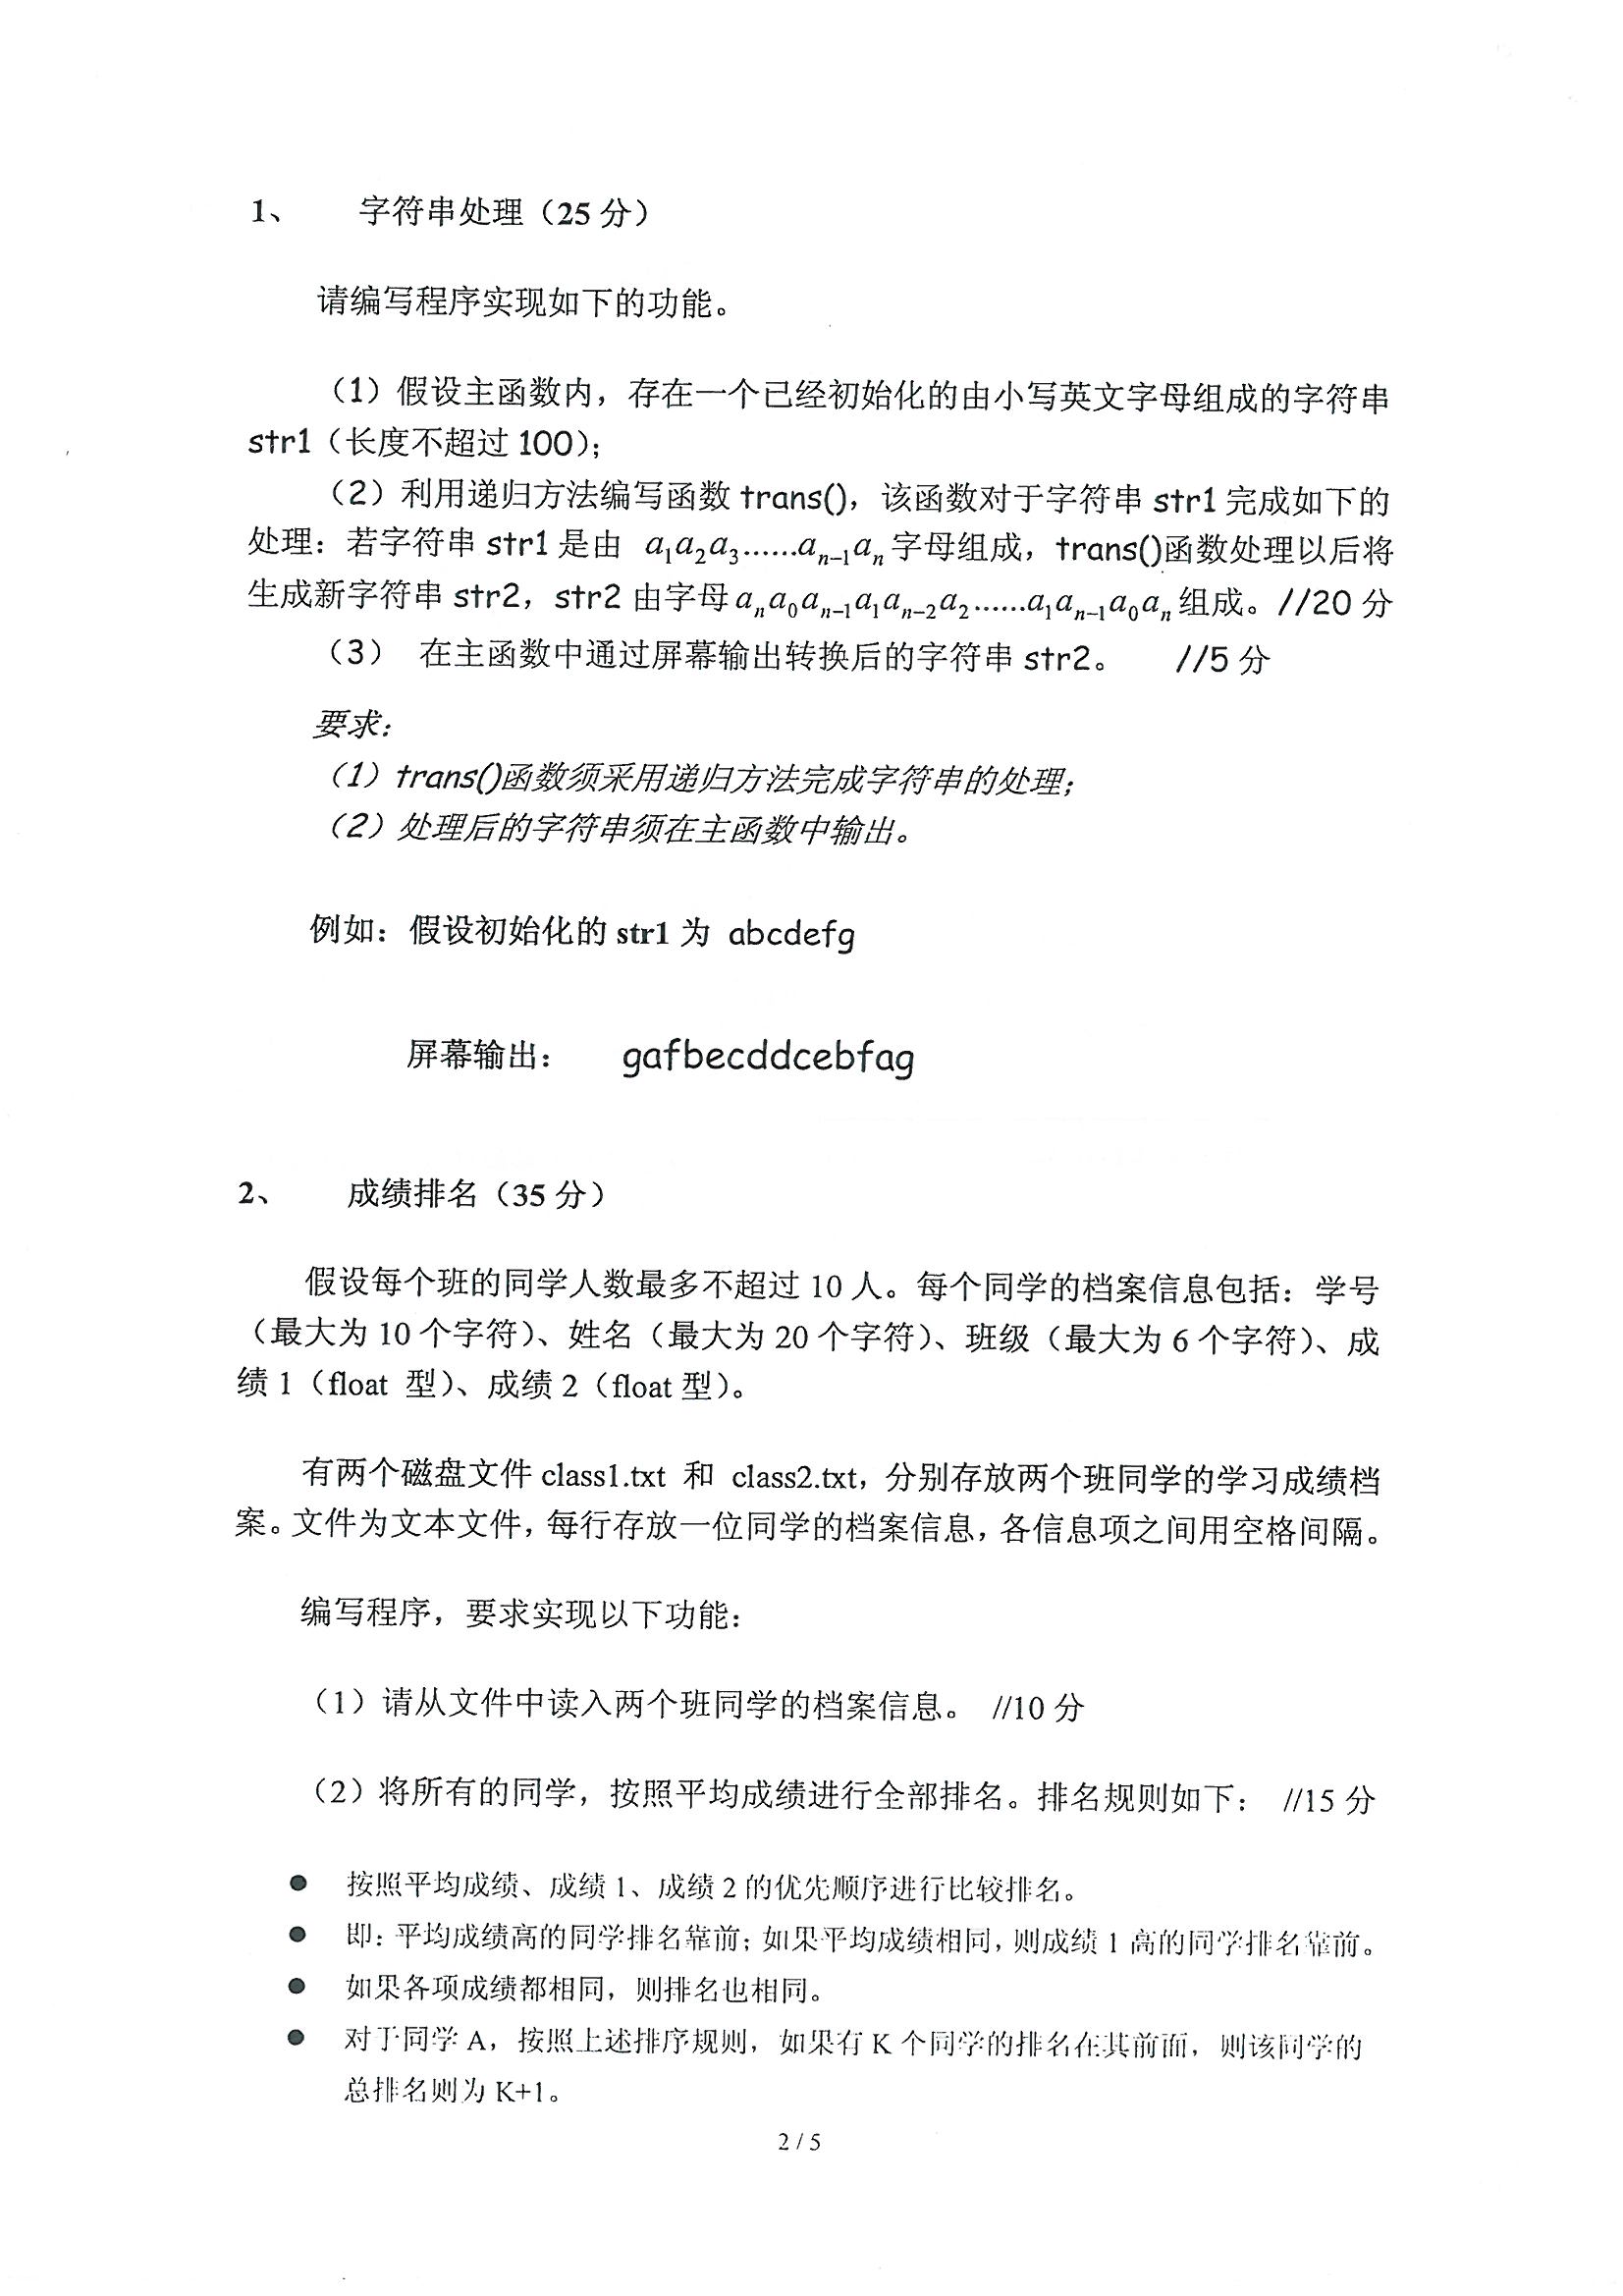 1、 字符串处理（25 分）
请编写程序实现如下的功能。
（1）假设主函数内，存在一个已经初始化的由小写英文字母组成的字符串
str1（长度不超过 100）；
（2）利用递归方法编写函数 trans()，该函数对于字符串 str1 完成如下的
处理：若字符串 str1 是由 a₁a₂a₃......aₙ₋₁aₙ 字母组成，trans()函数处理以后将
生成新字符串 str2，str2 由字母 aₙa₀aₙ₋₁a₁aₙ₋₂a₂......a₁aₙ₋₁a₀aₙ 组成。//20 分
（3） 在主函数中通过屏幕输出转换后的字符串 str2。 //5 分
要求：
（1）trans()函数须采用递归方法完成字符串的处理；
（2）处理后的字符串须在主函数中输出。
例如：假设初始化的 str1 为 abcdefg
屏幕输出： gafbecddcebfag
2、 成绩排名（35 分）
假设每个班的同学人数最多不超过 10 人。每个同学的档案信息包括：学号
（最大为 10 个字符）、姓名（最大为 20 个字符）、班级（最大为 6 个字符）、成
绩 1（float 型）、成绩 2（float 型）。
有两个磁盘文件 class1.txt 和 class2.txt，分别存放两个班同学的学习成绩档
案。文件为文本文件，每行存放一位同学的档案信息，各信息项之间用空格间隔。
编写程序，要求实现以下功能：
（1）请从文件中读入两个班同学的档案信息。 //10 分
（2）将所有的同学，按照平均成绩进行全部排名。排名规则如下： //15 分
● 按照平均成绩、成绩 1、成绩 2 的优先顺序进行比较排名。
● 即：平均成绩高的同学排名靠前；如果平均成绩相同，则成绩 1 高的同学排名靠前。
● 如果各项成绩都相同，则排名也相同。
● 对于同学 A，按照上述排序规则，如果有 K 个同学的排名在其前面，则该同学的
总排名则为 K+1。
2 / 5